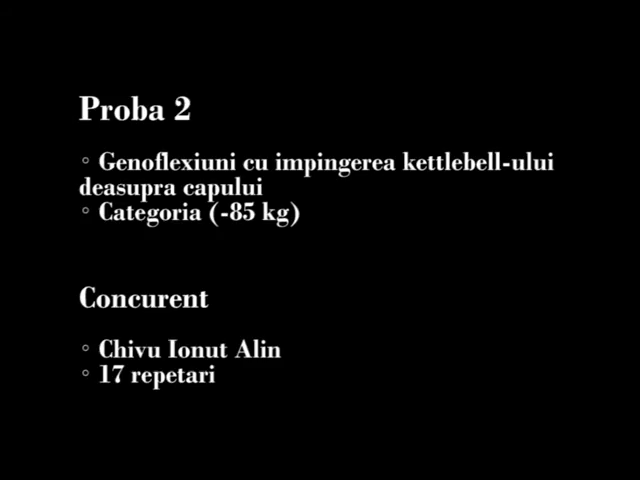 Proba 2
◦ Genoflexiuni cu impingerea kettlebell-ului
deasupra capului
◦ Categoria (-85 kg)
Concurent
◦ Chivu Ionut Alin
◦ 17 repetari